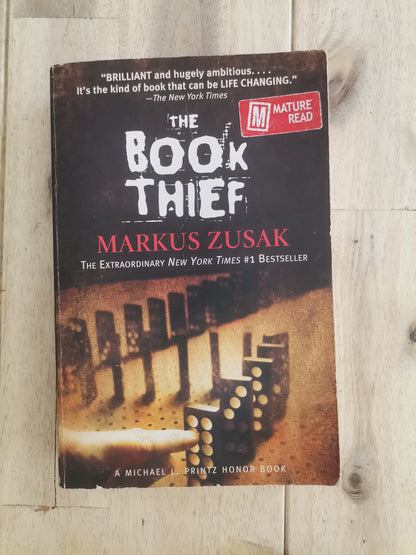 “BRILLIANT and hugely ambitious. . . .
It’s the kind of book that can be LIFE CHANGING.”
—The New York Times
M MATURE
READ
THE
BOOK
THIEF
MARKUS ZUSAK
THE EXTRAORDINARY NEW YORK TIMES #1 BESTSELLER
A MICHAEL L. PRINTZ HONOR BOOK